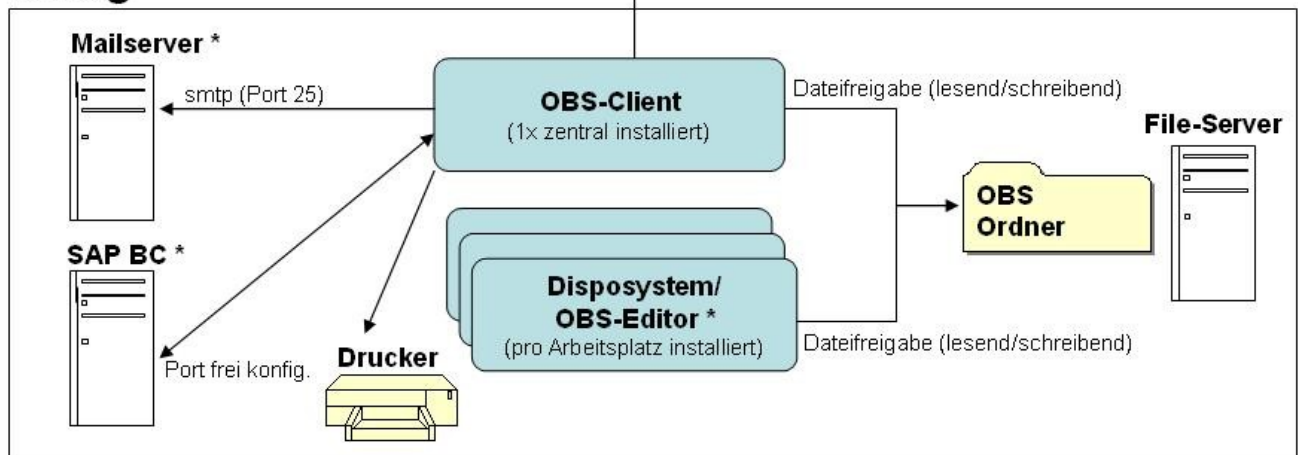 Mailserver *
smtp (Port 25)
OBS-Client
(1x zentral installiert)
Dateifreigabe (lesend/schreibend)
File-Server
OBS
Ordner
SAP BC *
Port frei konfig.
Drucker
Disposystem/
OBS-Editor *
(pro Arbeitsplatz installiert)
Dateifreigabe (lesend/schreibend)